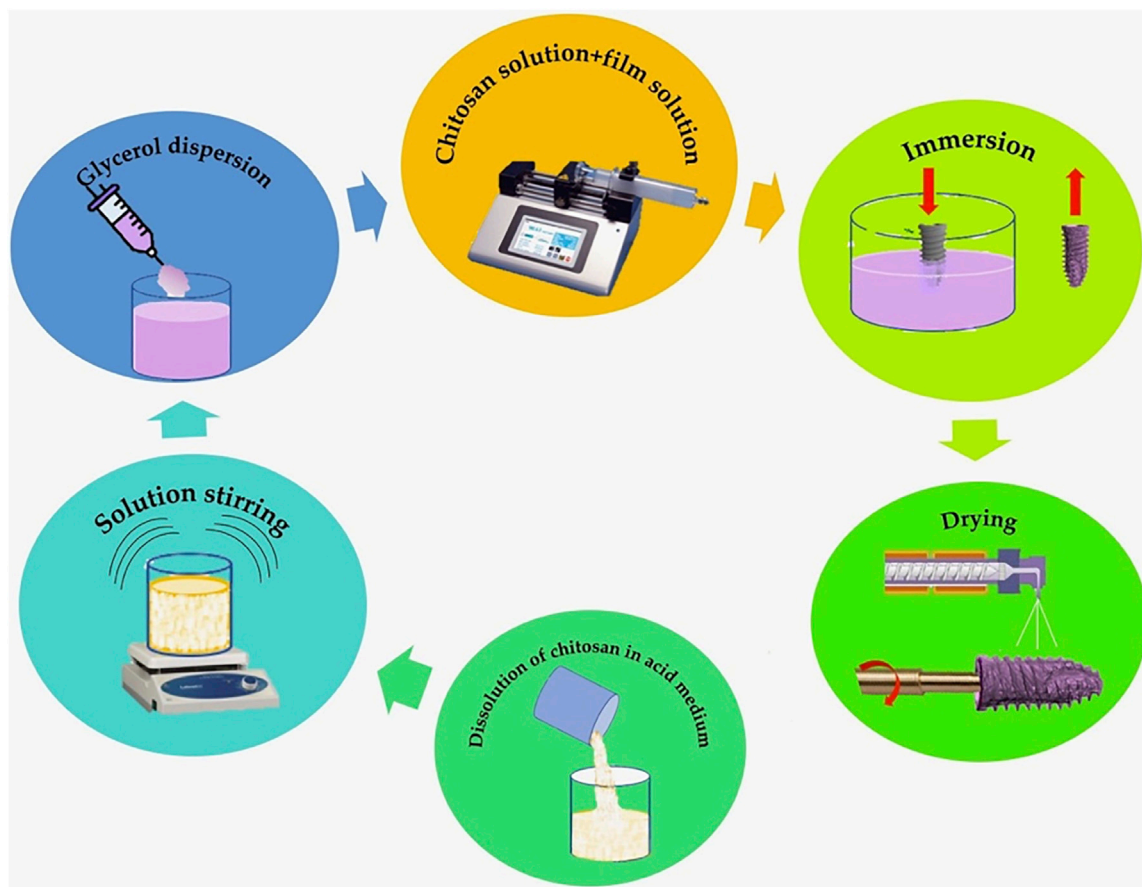 Chitosan solution+film solution
Glycerol dispersion
Immersion
Solution stirring
Drying
Dissolution of chitosan in acid medium